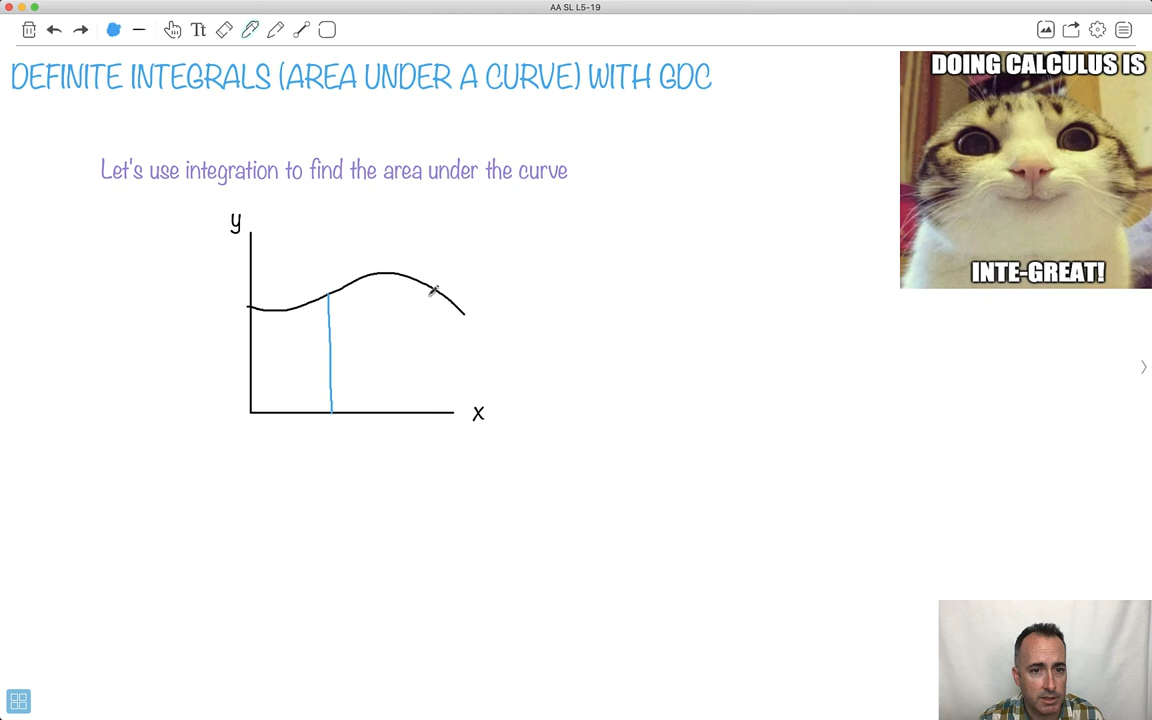 AA SL L5-19
Tt
DEFINITE INTEGRALS (AREA UNDER A CURVE) WITH GDC
DOING CALCULUS IS
Let's use integration to find the area under the curve
y
INTE-GREAT!
x